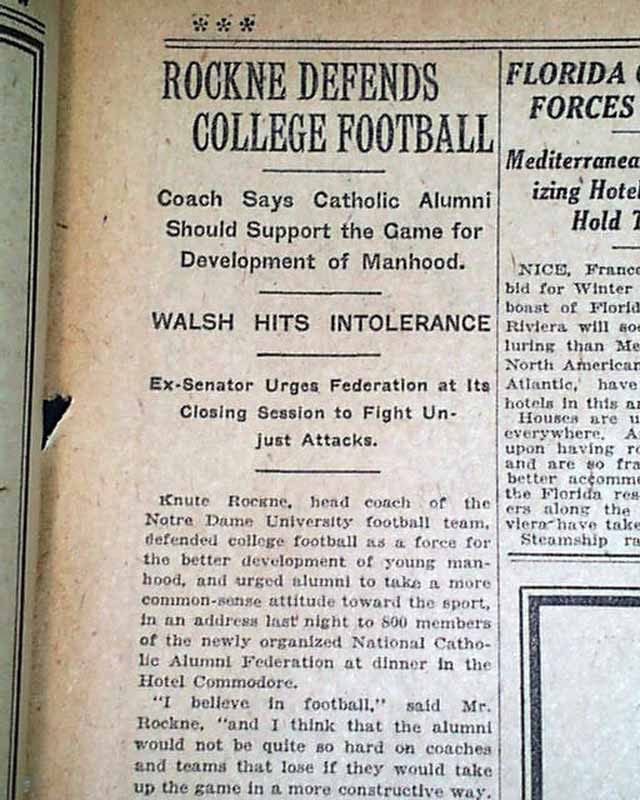 * * *
ROCKNE DEFENDS
COLLEGE FOOTBALL
Coach Says Catholic Alumni
Should Support the Game for
Development of Manhood.
WALSH HITS INTOLERANCE
Ex-Senator Urges Federation at Its
Closing Session to Fight Un-
just Attacks.
Knute Rockne, head coach of the
Notre Dame University football team,
defended college football as a force for
the better development of young man-
hood, and urged alumni to take a more
common-sense attitude toward the sport,
in an address last night to 800 members
of the newly organized National Catho-
lic Alumni Federation at dinner in the
Hotel Commodore.
"I believe in football," said Mr.
Rockne, "and I think that the alumni
would not be quite so hard on coaches
and teams that lose if they would take
up the game in a more constructive way.
FLORIDA
FORCES
Mediterranea
izing Hote
Hold
NICE, France
bid for Winter
boast of Florid
Riviera will soo
luring than Me
North American
Atlantic, have
hotels in this a
Houses are u
everywhere. A
upon having ro
and are so fra
better accomme
the Florida res
ers along the
viera have take
Steamship ra